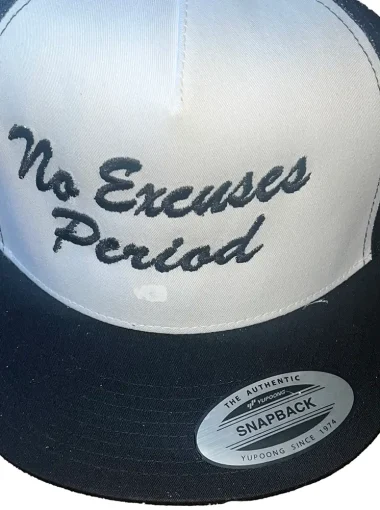 No Excuses
Period
THE AUTHENTIC
YUPOONG
SNAPBACK
YUPOONG SINCE 1974